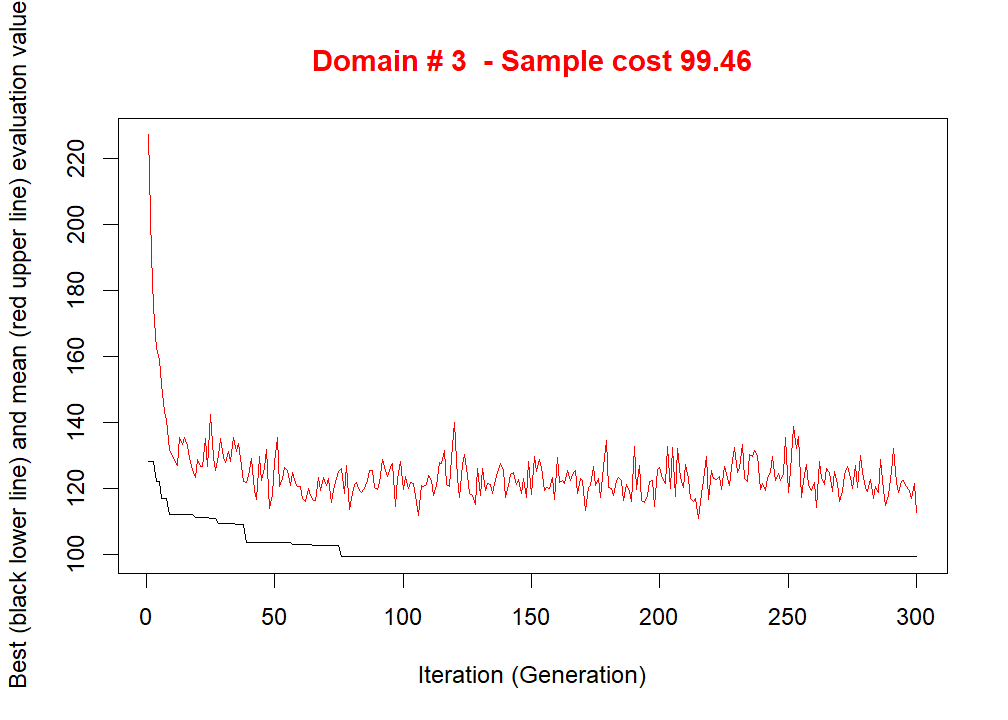 Domain # 3  - Sample cost 99.46
Best (black lower line) and mean (red upper line) evaluation value
220
200
180
160
140
120
100
0 50 100 150 200 250 300
Iteration (Generation)